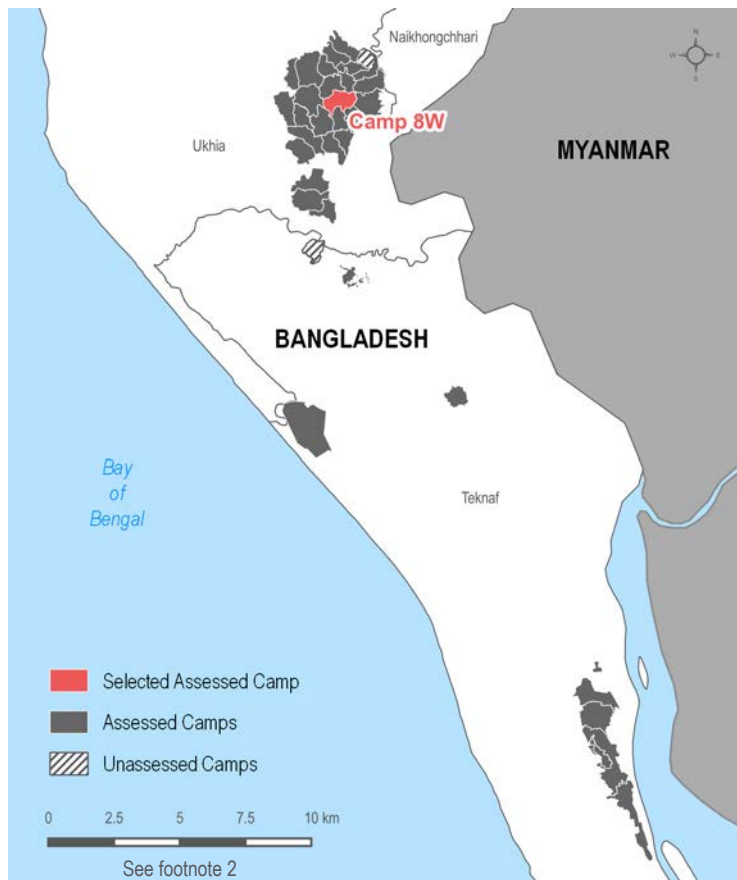 Naikhongchhari
N
W E
S
Camp 8W
Ukhia
MYANMAR
BANGLADESH
Bay
of
Bengal
Teknaf
Selected Assessed Camp
Assessed Camps
Unassessed Camps
0 2.5 5 7.5 10 km
See footnote 2